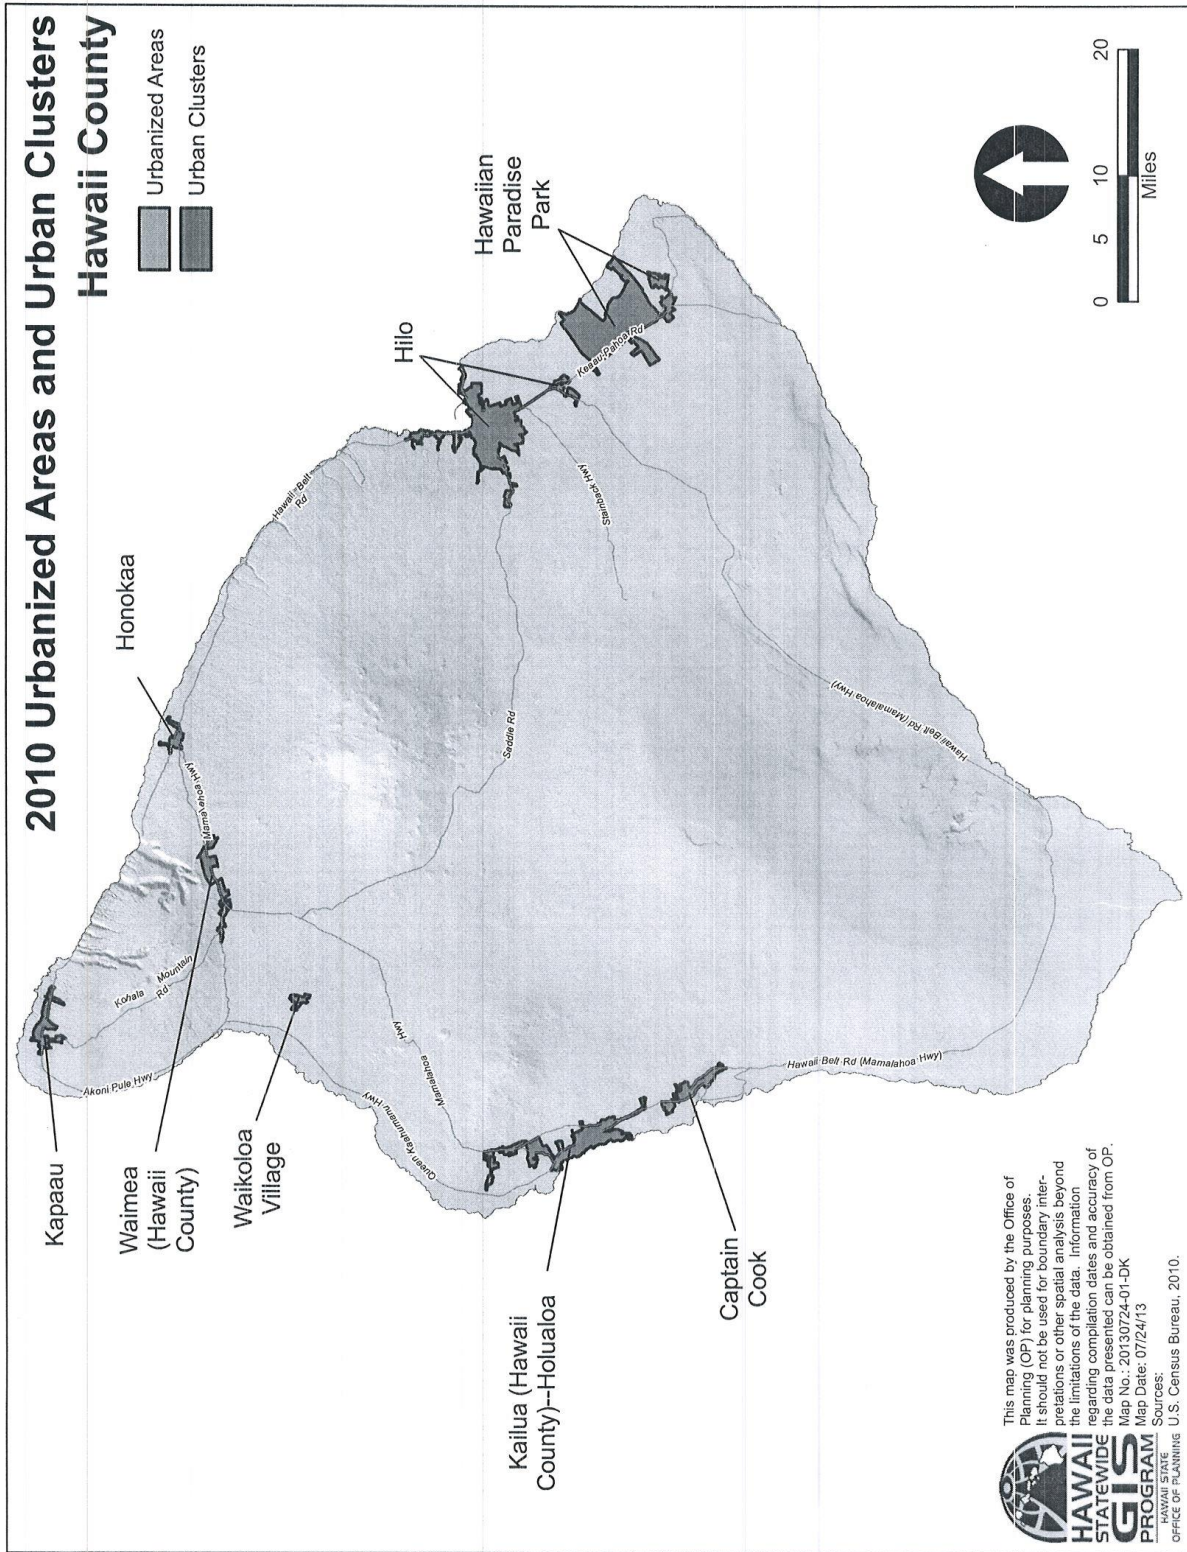 2010 Urbanized Areas and Urban Clusters
Hawaii County
Urbanized Areas
Urban Clusters
Kapaau
Honokaa
Waimea
(Hawaii
County)
Waikoloa
Village
Hilo
Hawaiian
Paradise
Park
Kailua (Hawaii
County)--Holualoa
Captain
Cook
Akoni Pule Hwy
Kohala Mountain
Rd
Mamalahoa Hwy
Hawaii Belt
Rd
Queen Kaahumanu Hwy
Mamalahoa Hwy
Saddle Rd
Stainback Hwy
Keaau-Pahoa Rd
Hawaii Belt Rd (Mamalahoa Hwy)
Hawaii Belt Rd (Mamalahoa Hwy)
0 5 10 20
Miles
HAWAII
STATEWIDE
GIS
PROGRAM
HAWAII STATE
OFFICE OF PLANNING
This map was produced by the Office of
Planning (OP) for planning purposes.
It should not be used for boundary inter-
pretations or other spatial analysis beyond
the limitations of the data. Information
regarding compilation dates and accuracy of
the data presented can be obtained from OP.
Map No.: 20130724-01-DK
Map Date: 07/24/13
Sources:
U.S. Census Bureau, 2010.